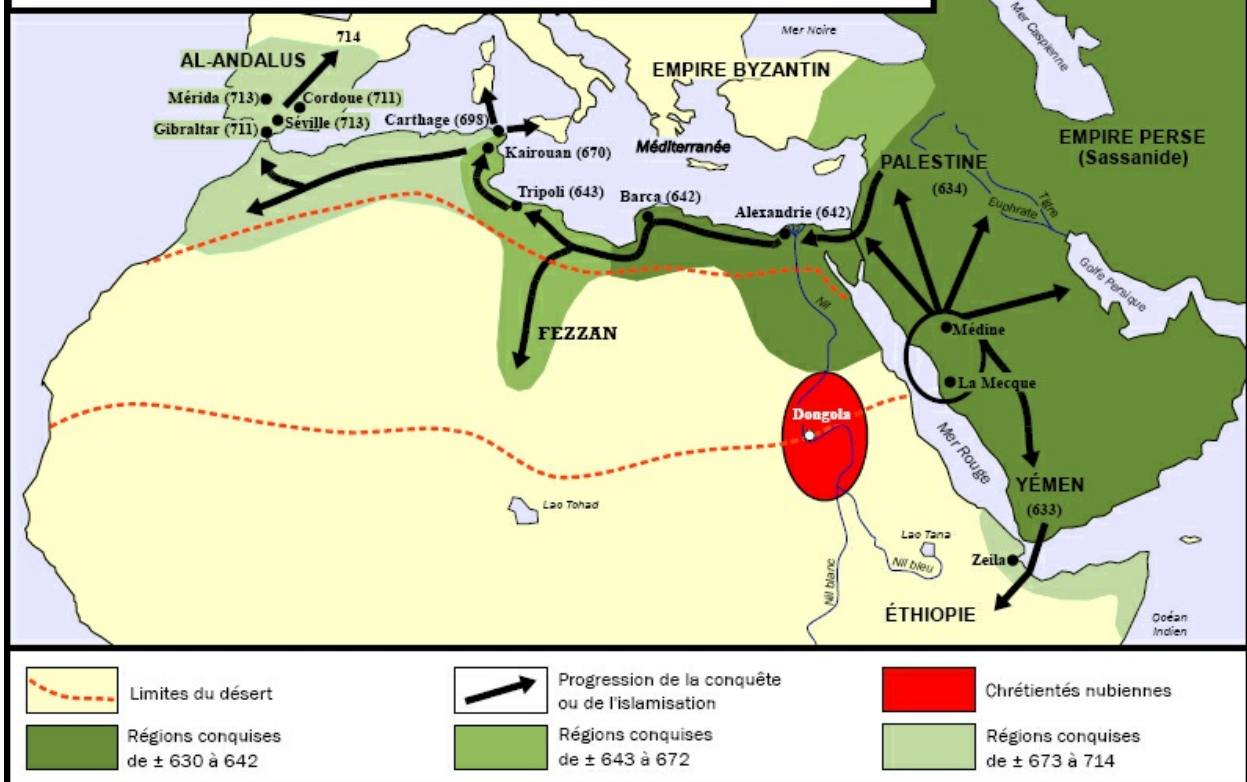 Mer Noire
Mer Caspienne
714
AL-ANDALUS
EMPIRE BYZANTIN
Mérida (713)
Cordoue (711)
Gibraltar (711)
Séville (713)
Carthage (698)
Kairouan (670)
Méditerranée
EMPIRE PERSE
(Sassanide)
PALESTINE
(634)
Tripoli (643)
Barca (642)
Alexandrie (642)
Euphrate
Tigre
Golfe Persique
Nil
FEZZAN
Médine
La Mecque
Dongola
Mer Rouge
YÉMEN
(633)
Lao Tohad
Lao Tana
Nil bleu
Nil blanc
Zeila
ÉTHIOPIE
Océan
Indien
Limites du désert
Progression de la conquête
ou de l'islamisation
Chrétientés nubiennes
Régions conquises
de ± 630 à 642
Régions conquises
de ± 643 à 672
Régions conquises
de ± 673 à 714